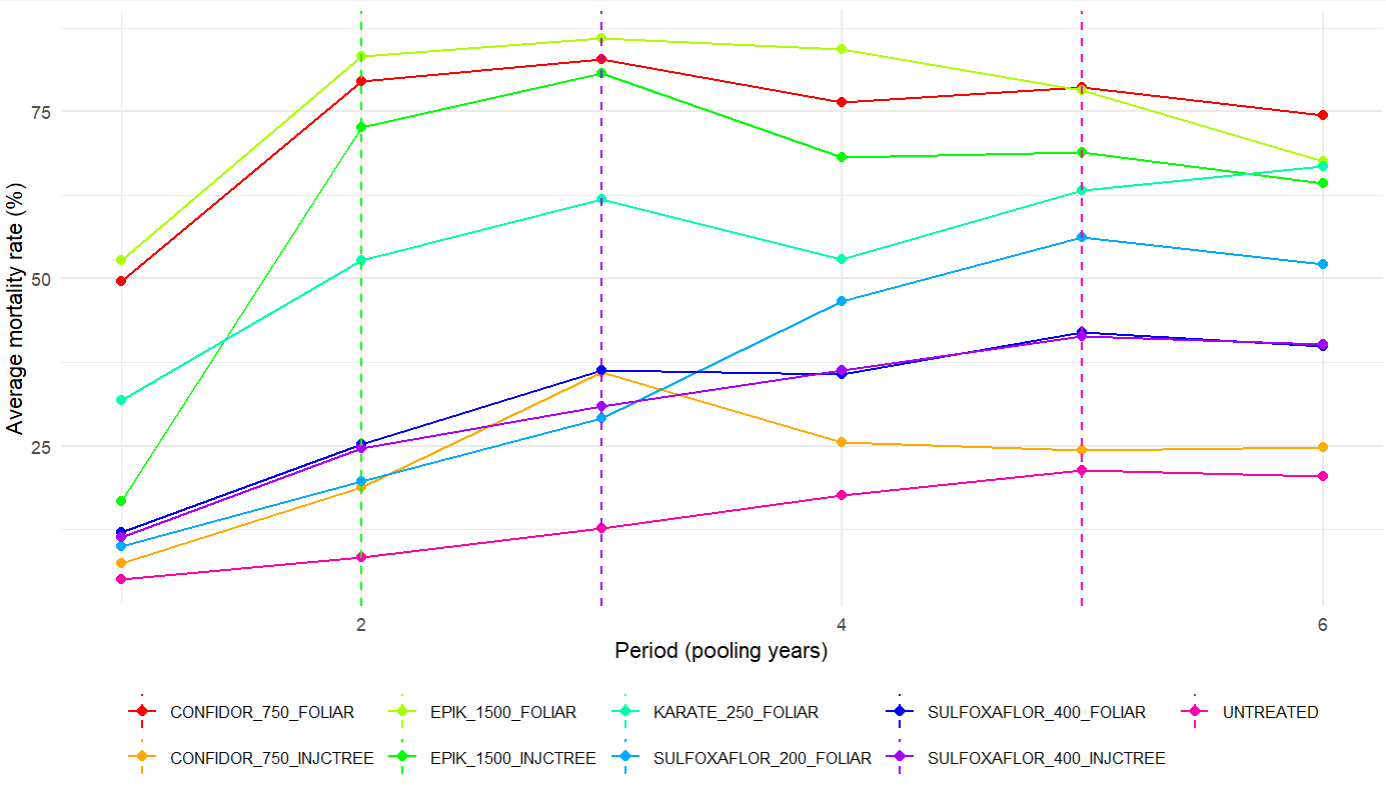 75
50
25
Average mortality rate (%)
2 4 6
Period (pooling years)
CONFIDOR_750_FOLIAR EPIK_1500_FOLIAR KARATE_250_FOLIAR SULFOXAFLOR_400_FOLIAR UNTREATED
CONFIDOR_750_INJCTREE EPIK_1500_INJCTREE SULFOXAFLOR_200_FOLIAR SULFOXAFLOR_400_INJCTREE